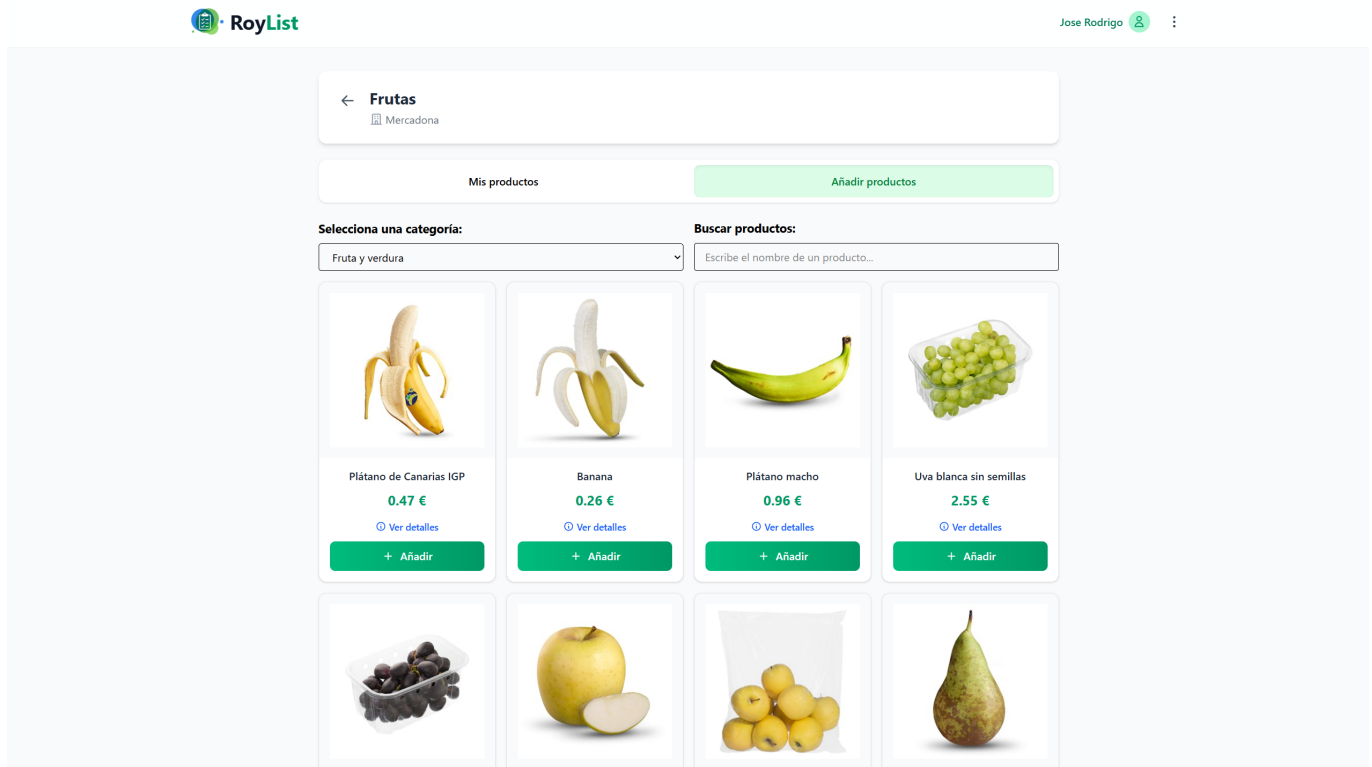 RoyList
Jose Rodrigo
Frutas
Mercadona
Mis productos
Añadir productos
Selecciona una categoría:
Buscar productos:
Fruta y verdura
Escribe el nombre de un producto...
Plátano de Canarias IGP
0.47 €
Ver detalles
+ Añadir
Banana
0.26 €
Ver detalles
+ Añadir
Plátano macho
0.96 €
Ver detalles
+ Añadir
Uva blanca sin semillas
2.55 €
Ver detalles
+ Añadir